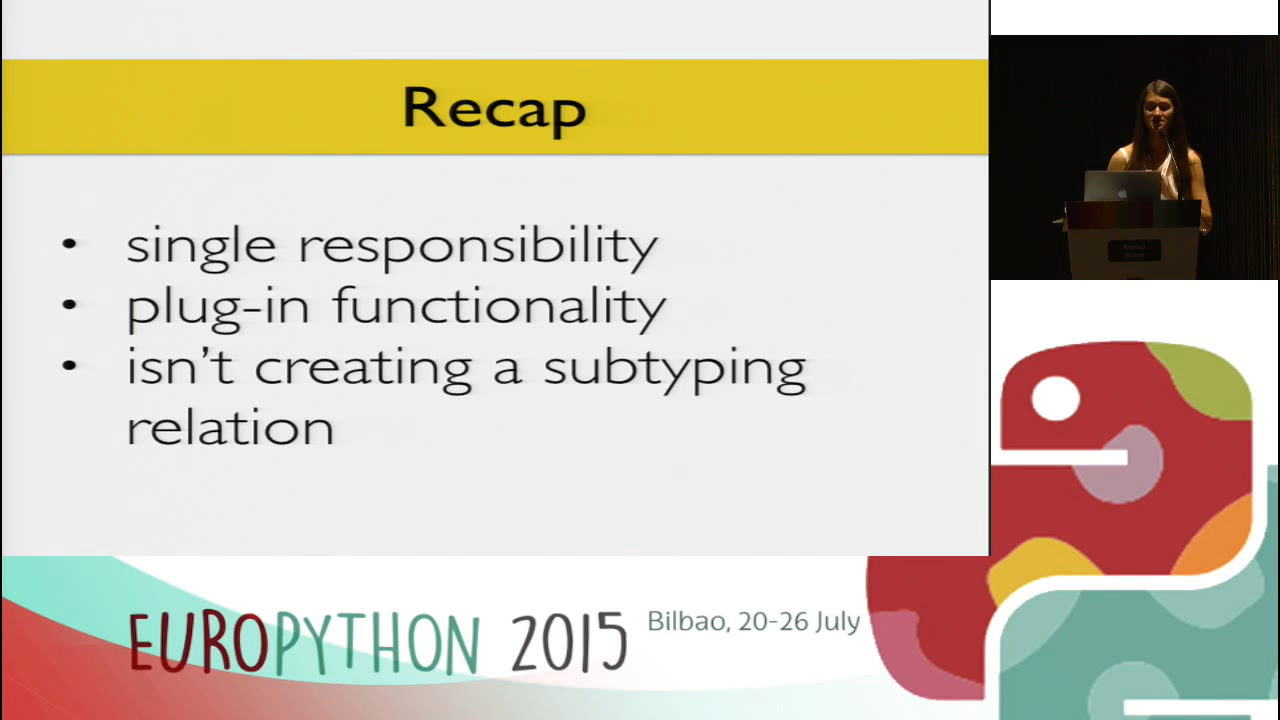 Recap
• single responsibility
• plug-in functionality
• isn't creating a subtyping
relation
EUROPYTHON 2015
Bilbao, 20-26 July